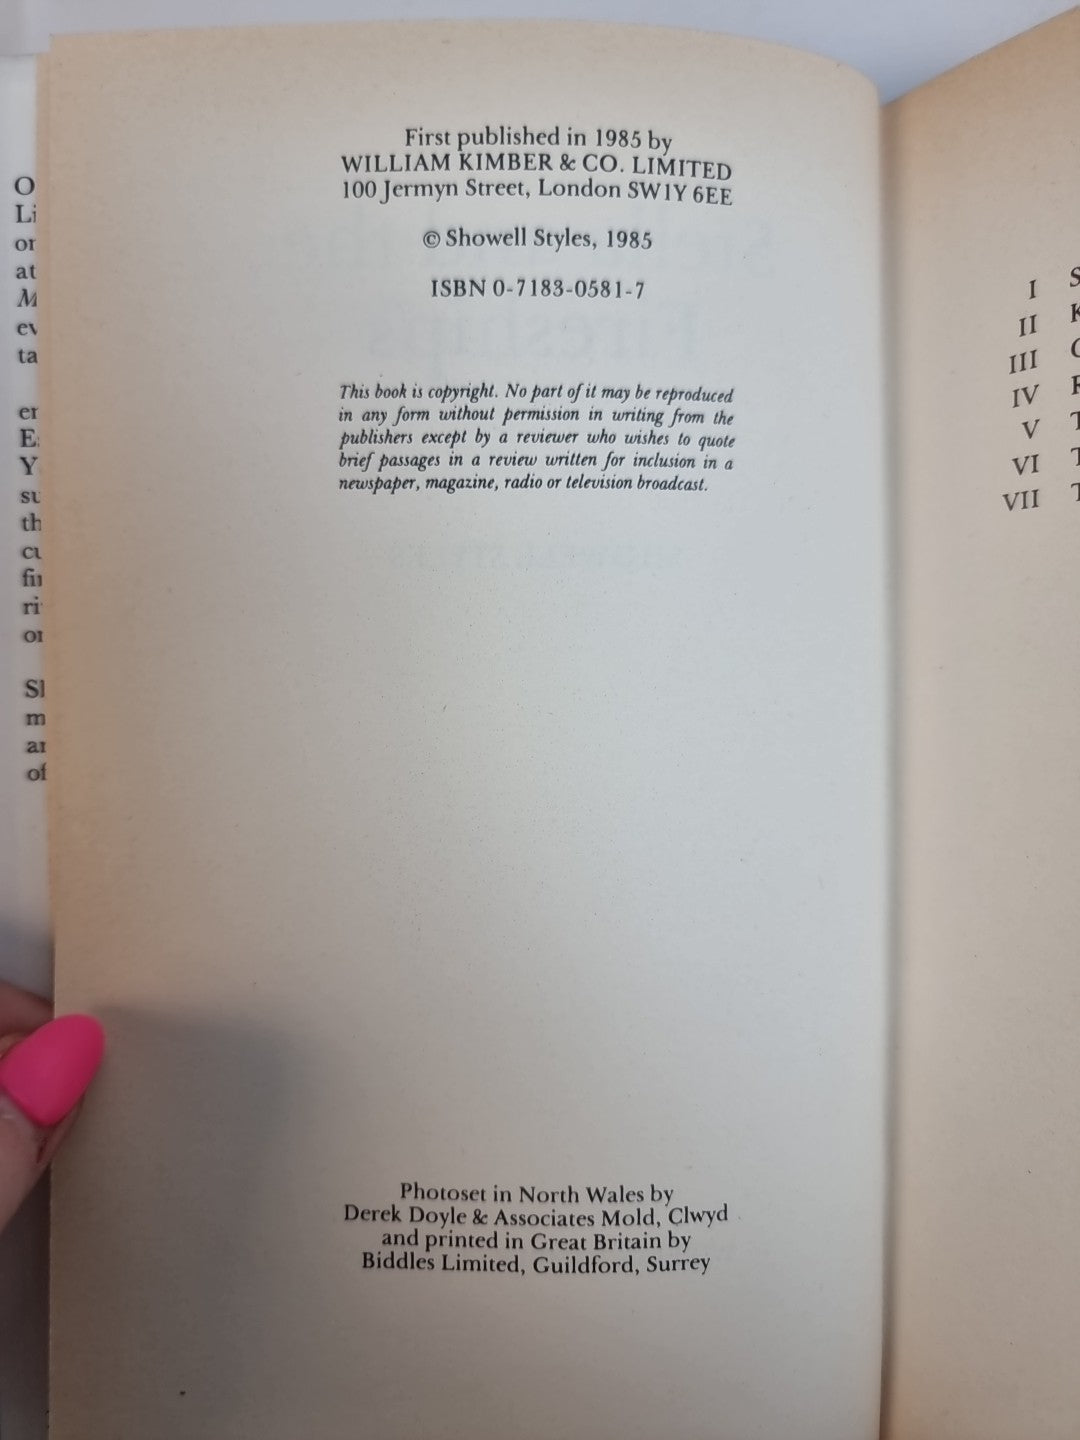 First published in 1985 by
WILLIAM KIMBER & CO. LIMITED
100 Jermyn Street, London SW1Y 6EE
© Showell Styles, 1985
ISBN 0-7183-0581-7
This book is copyright. No part of it may be reproduced
in any form without permission in writing from the
publishers except by a reviewer who wishes to quote
brief passages in a review written for inclusion in a
newspaper, magazine, radio or television broadcast.
Photoset in North Wales by
Derek Doyle & Associates Mold, Clwyd
and printed in Great Britain by
Biddles Limited, Guildford, Surrey
I
II
III
IV
V
VI
VII